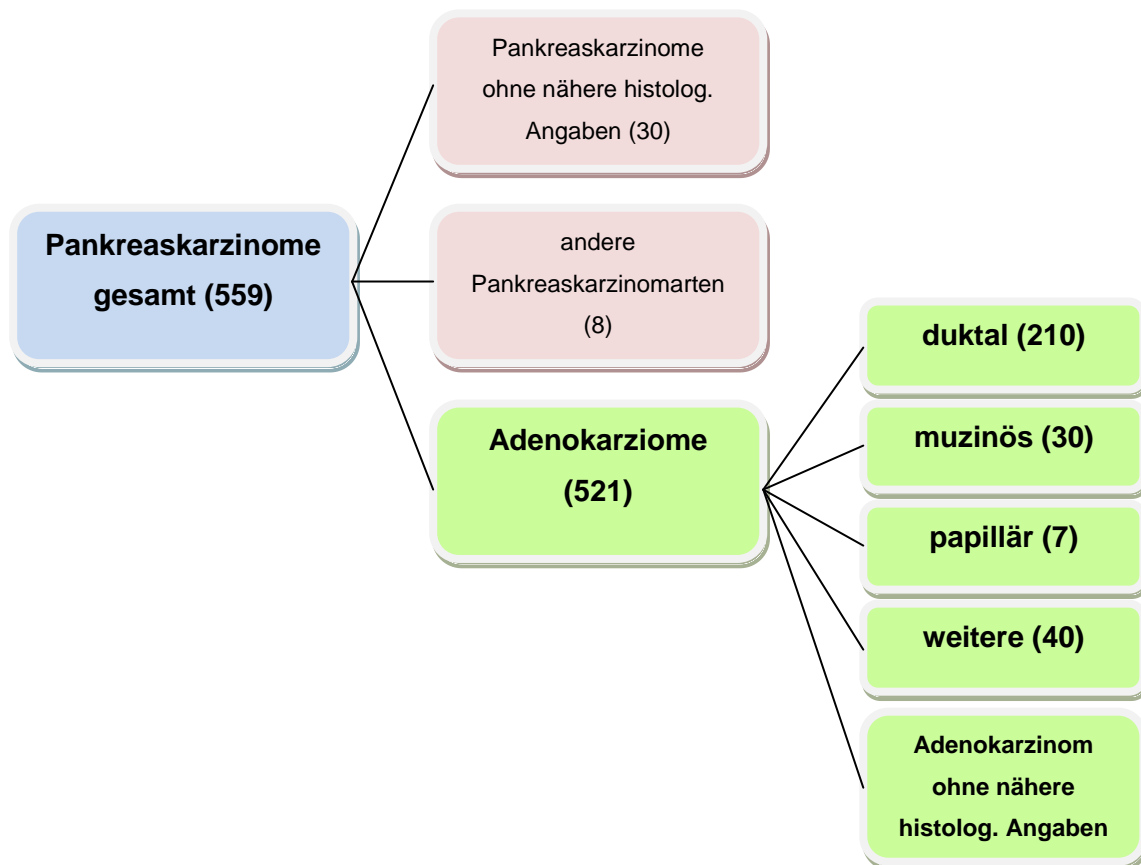 Pankreaskarzinome
ohne nähere histolog.
Angaben (30)
Pankreaskarzinome
gesamt (559)
andere
Pankreaskarzinomarten
(8)
Adenokarziome
(521)
duktal (210)
muzinös (30)
papillär (7)
weitere (40)
Adenokarzinom
ohne nähere
histolog. Angaben